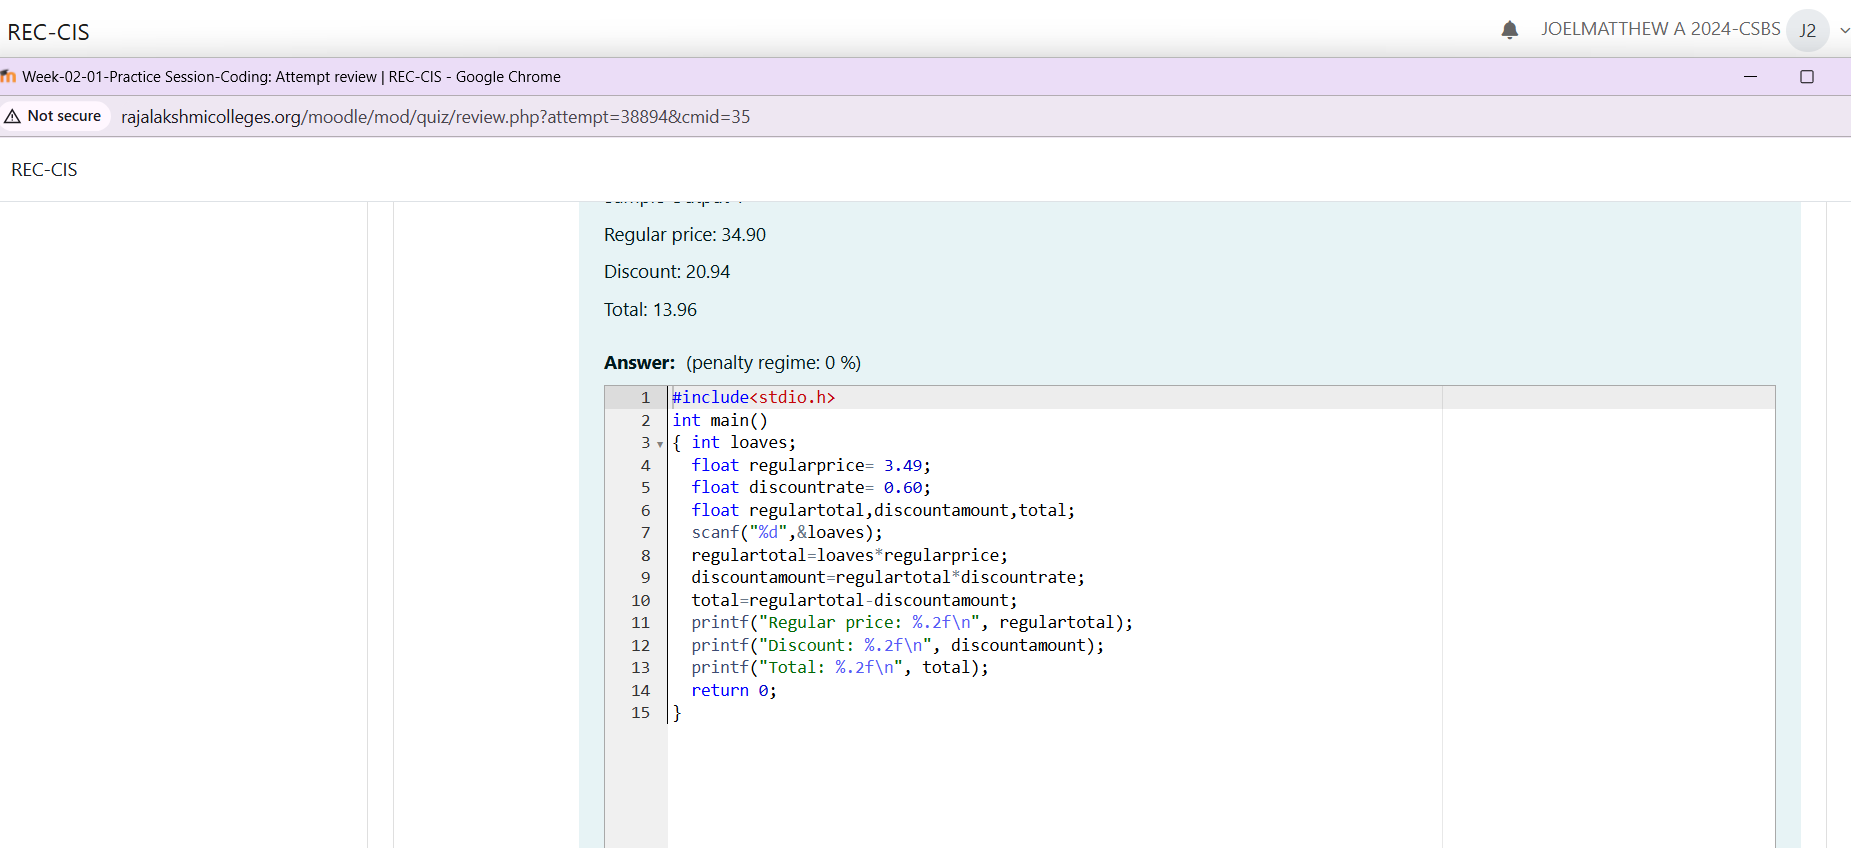 REC-CIS
JOELMATTHEW A 2024-CSBS J2
Week-02-01-Practice Session-Coding: Attempt review | REC-CIS - Google Chrome
Not secure rajalakshmicolleges.org/moodle/mod/quiz/review.php?attempt=38894&cmid=35
REC-CIS
Regular price: 34.90
Discount: 20.94
Total: 13.96
Answer: (penalty regime: 0 %)
1 #include<stdio.h>
2 int main()
3 { int loaves;
4 float regularprice= 3.49;
5 float discountrate= 0.60;
6 float regulartotal,discountamount,total;
7 scanf("%d",&loaves);
8 regulartotal=loaves*regularprice;
9 discountamount=regulartotal*discountrate;
10 total=regulartotal-discountamount;
11 printf("Regular price: %.2f\n", regulartotal);
12 printf("Discount: %.2f\n", discountamount);
13 printf("Total: %.2f\n", total);
14 return 0;
15 }